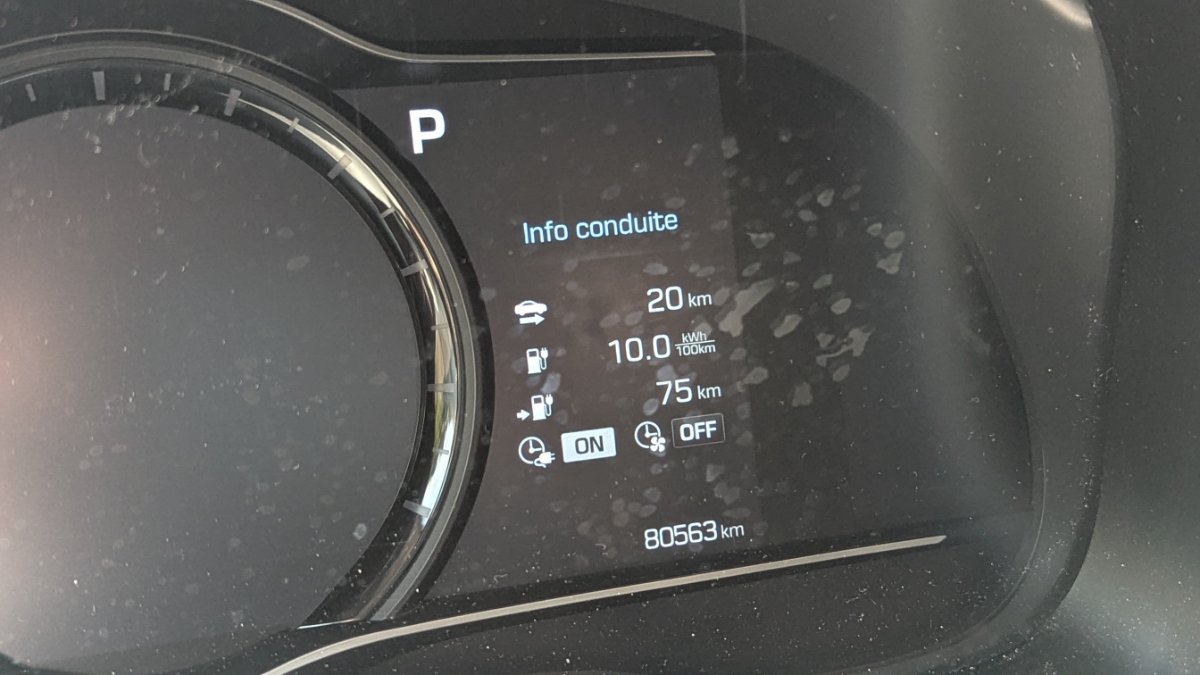 P
Info conduite
20 km
10.0 kWh/100km
75 km
ON OFF
80563 km